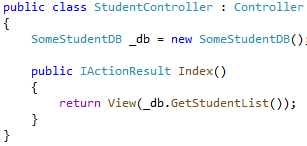 public class StudentController : Controller
{
    SomeStudentDB _db = new SomeStudentDB();
    public IActionResult Index()
    {
        return View(_db.GetStudentList());
    }
}